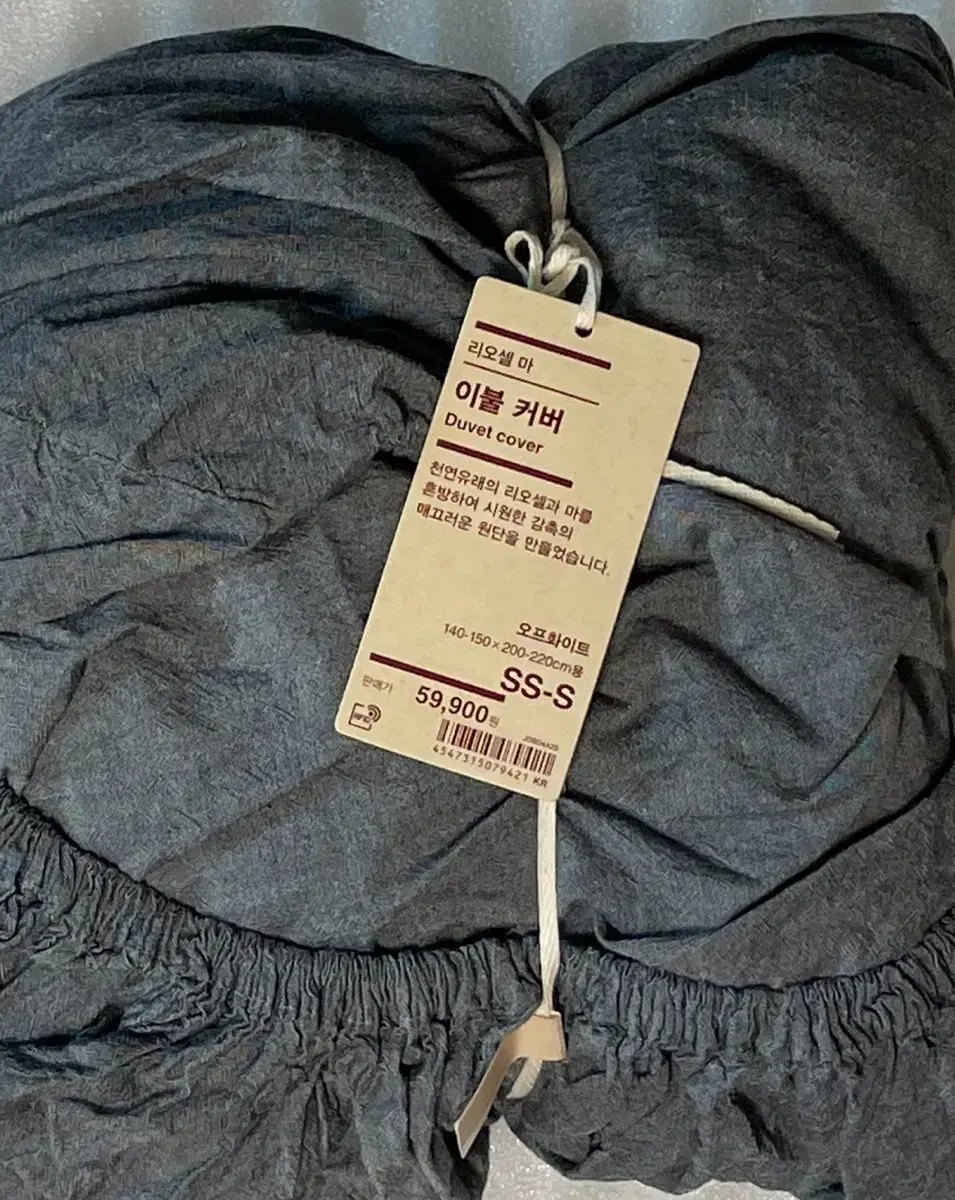 리오셀 마
이불 커버
Duvet cover
천연유래의 리오셀과 마를
혼방하여 시원한 감촉의
매끄러운 원단을 만들었습니다.
오프화이트
140-150×200-220cm용
SS-S
판매가
59,900원
RFID
4547315079421 KR